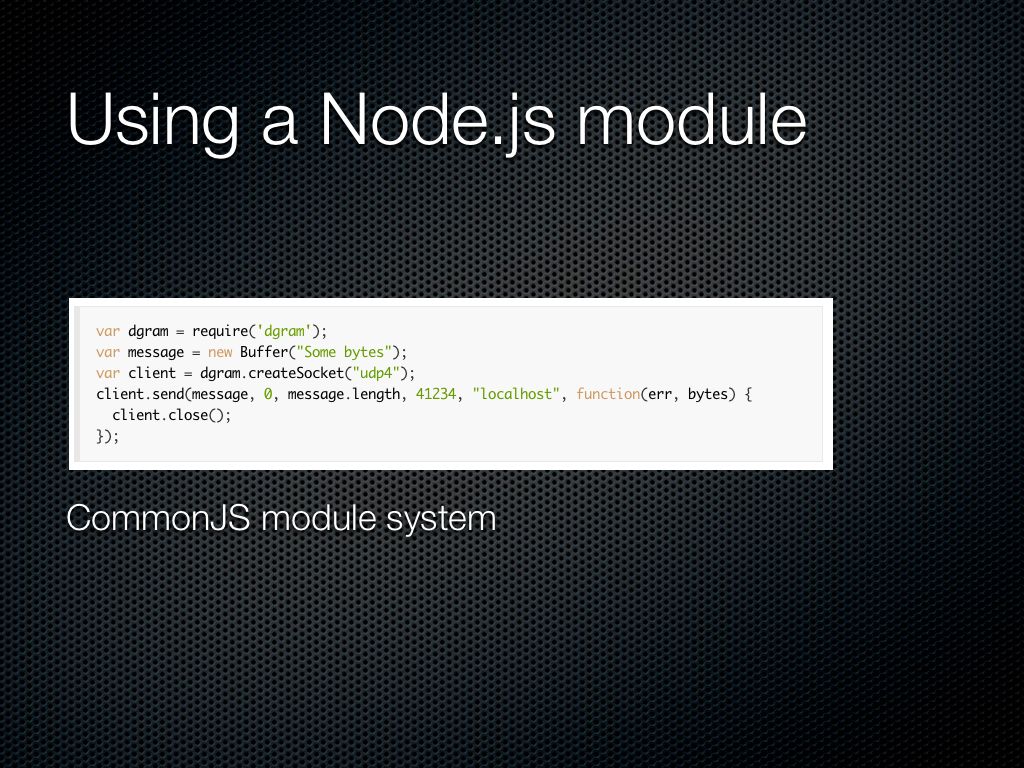 Using a Node.js module
var dgram = require('dgram');
var message = new Buffer("Some bytes");
var client = dgram.createSocket("udp4");
client.send(message, 0, message.length, 41234, "localhost", function(err, bytes) {
  client.close();
});
CommonJS module system